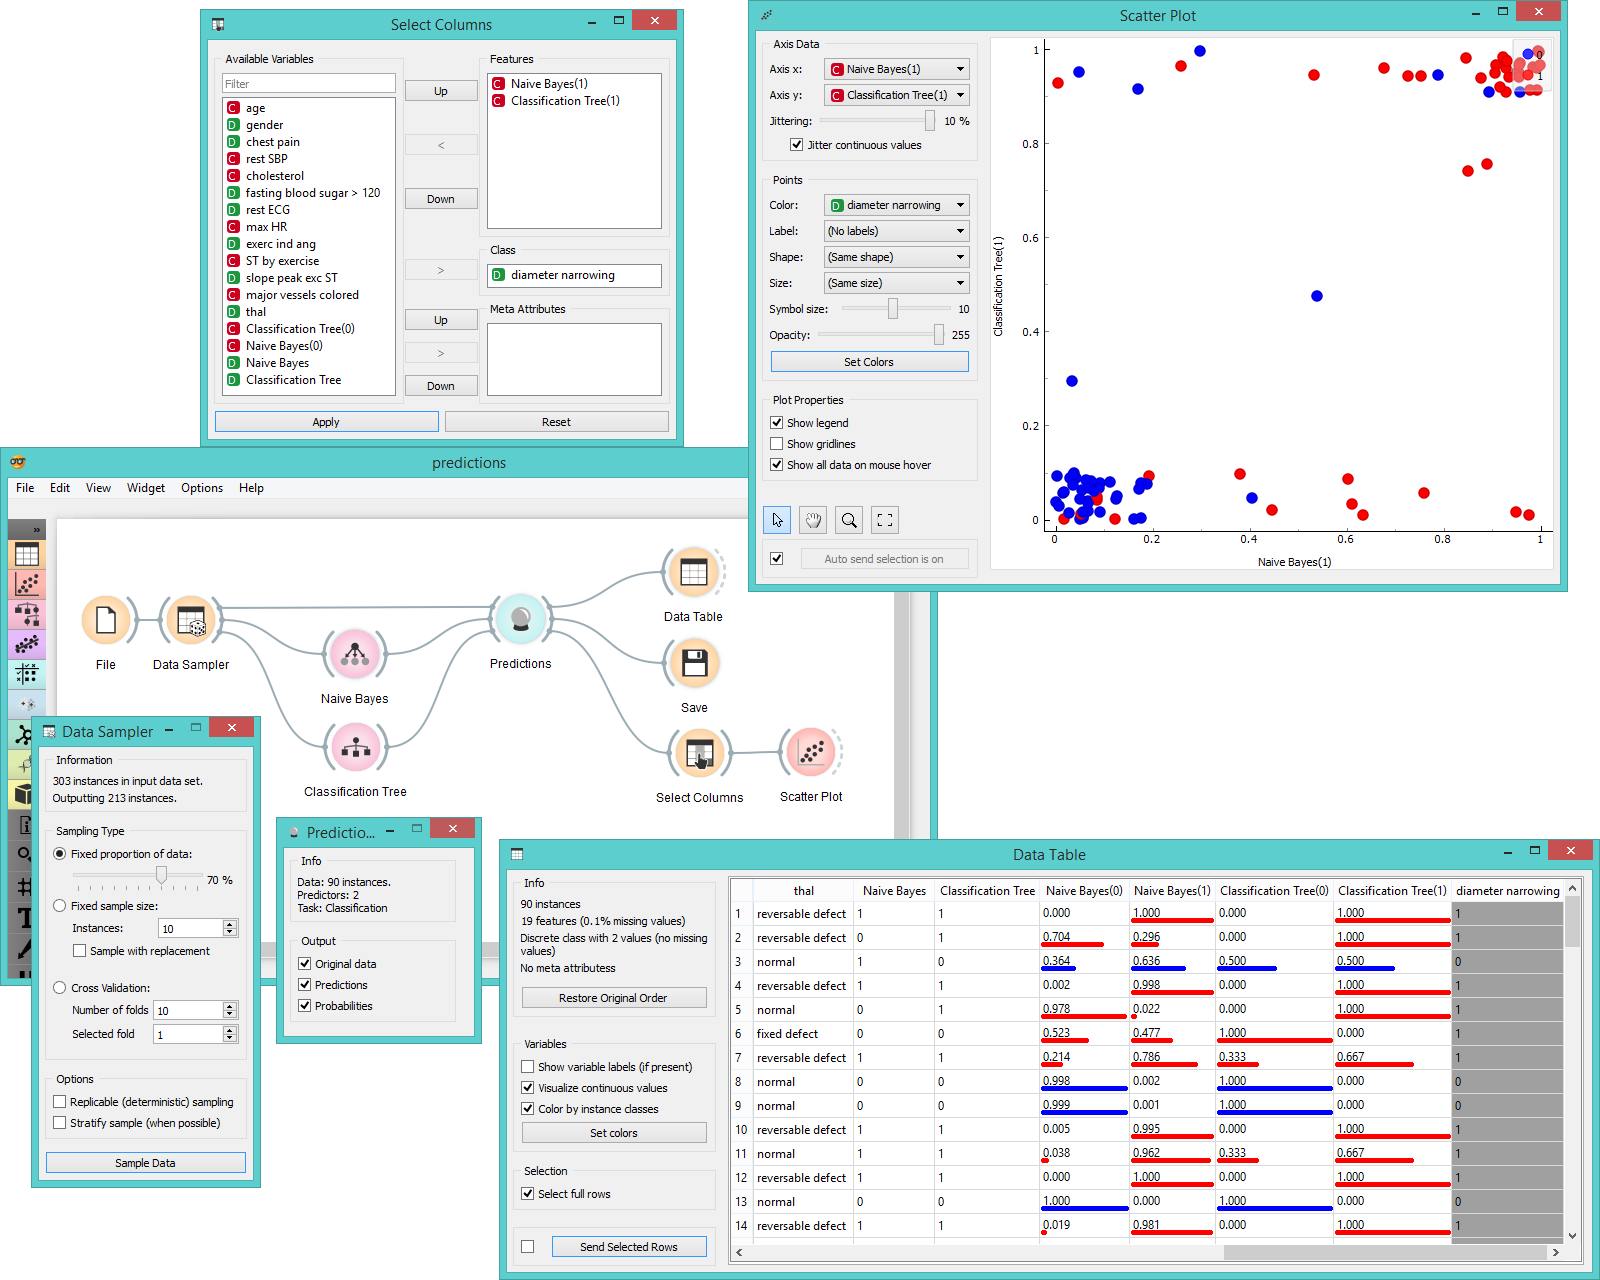 Select Columns
Available Variables
Filter
C age
D gender
D chest pain
C rest SBP
C cholesterol
D fasting blood sugar > 120
D rest ECG
C max HR
D exerc ind ang
C ST by exercise
D slope peak exc ST
C major vessels colored
D thal
C Classification Tree(0)
C Naive Bayes(0)
D Naive Bayes
D Classification Tree
Up
<
Down
>
Up
>
Down
Features
C Naive Bayes(1)
C Classification Tree(1)
Class
D diameter narrowing
Meta Attributes
Apply
Reset
Scatter Plot
Axis Data
Axis x: C Naive Bayes(1)
Axis y: C Classification Tree(1)
Jittering: 10 %
Jitter continuous values
Points
Color: D diameter narrowing
Label: (No labels)
Shape: (Same shape)
Size: (Same size)
Symbol size: 10
Opacity: 255
Set Colors
Plot Properties
Show legend
Show gridlines
Show all data on mouse hover
Auto send selection is on
Classification Tree(1)
1
0.8
0.6
0.4
0.2
0
0 0.2 0.4 0.6 0.8 1
Naive Bayes(1)
0
1
predictions
File Edit View Widget Options Help
»
File
Data Sampler
Naive Bayes
Classification Tree
Predictions
Data Table
Save
Select Columns
Scatter Plot
Data Sampler
Information
303 instances in input data set.
Outputting 213 instances.
Sampling Type
Fixed proportion of data:
70 %
Fixed sample size:
Instances: 10
Sample with replacement
Cross Validation:
Number of folds 10
Selected fold 1
Options
Replicable (deterministic) sampling
Stratify sample (when possible)
Sample Data
Predictio...
Info
Data: 90 instances.
Predictors: 2
Task: Classification
Output
Original data
Predictions
Probabilities
Data Table
Info
90 instances
19 features (0.1% missing values)
Discrete class with 2 values (no missing
values)
No meta attributess
Restore Original Order
Variables
Show variable labels (if present)
Visualize continuous values
Color by instance classes
Set colors
Selection
Select full rows
Send Selected Rows
thal Naive Bayes Classification Tree Naive Bayes(0) Naive Bayes(1) Classification Tree(0) Classification Tree(1) diameter narrowing
1 reversable defect 1 1 0.000 1.000 0.000 1.000 1
2 reversable defect 0 1 0.704 0.296 0.000 1.000 1
3 normal 1 0 0.364 0.636 0.500 0.500 0
4 reversable defect 1 1 0.002 0.998 0.000 1.000 1
5 normal 0 1 0.978 0.022 0.000 1.000 1
6 fixed defect 0 0 0.523 0.477 1.000 0.000 1
7 reversable defect 1 1 0.214 0.786 0.333 0.667 1
8 normal 0 0 0.998 0.002 1.000 0.000 0
9 normal 0 0 0.999 0.001 1.000 0.000 0
10 reversable defect 1 1 0.005 0.995 0.000 1.000 1
11 normal 1 1 0.038 0.962 0.333 0.667 1
12 reversable defect 1 1 0.000 1.000 0.000 1.000 1
13 normal 0 0 1.000 0.000 1.000 0.000 0
14 reversable defect 1 1 0.019 0.981 0.000 1.000 1